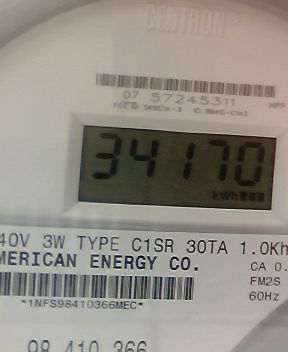 CENTRON®
07 57245311
34170
kWh
40V 3W TYPE C1SR 30TA 1.0Kh
MERICAN ENERGY CO.
CA 0.
FM2S
60Hz
*1NFS98410366MEC*
98 410 366